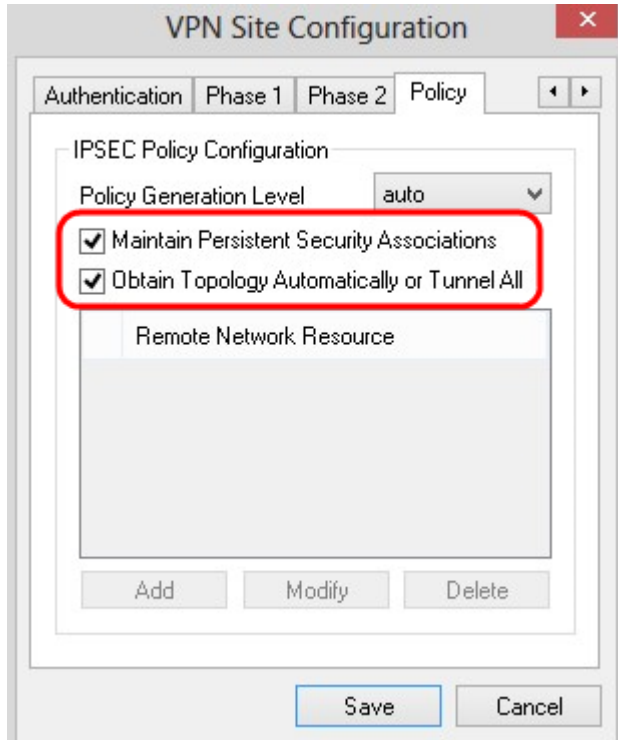 VPN Site Configuration
Authentication Phase 1 Phase 2 Policy
IPSEC Policy Configuration
Policy Generation Level auto
Maintain Persistent Security Associations
Obtain Topology Automatically or Tunnel All
Remote Network Resource
Add Modify Delete
Save Cancel